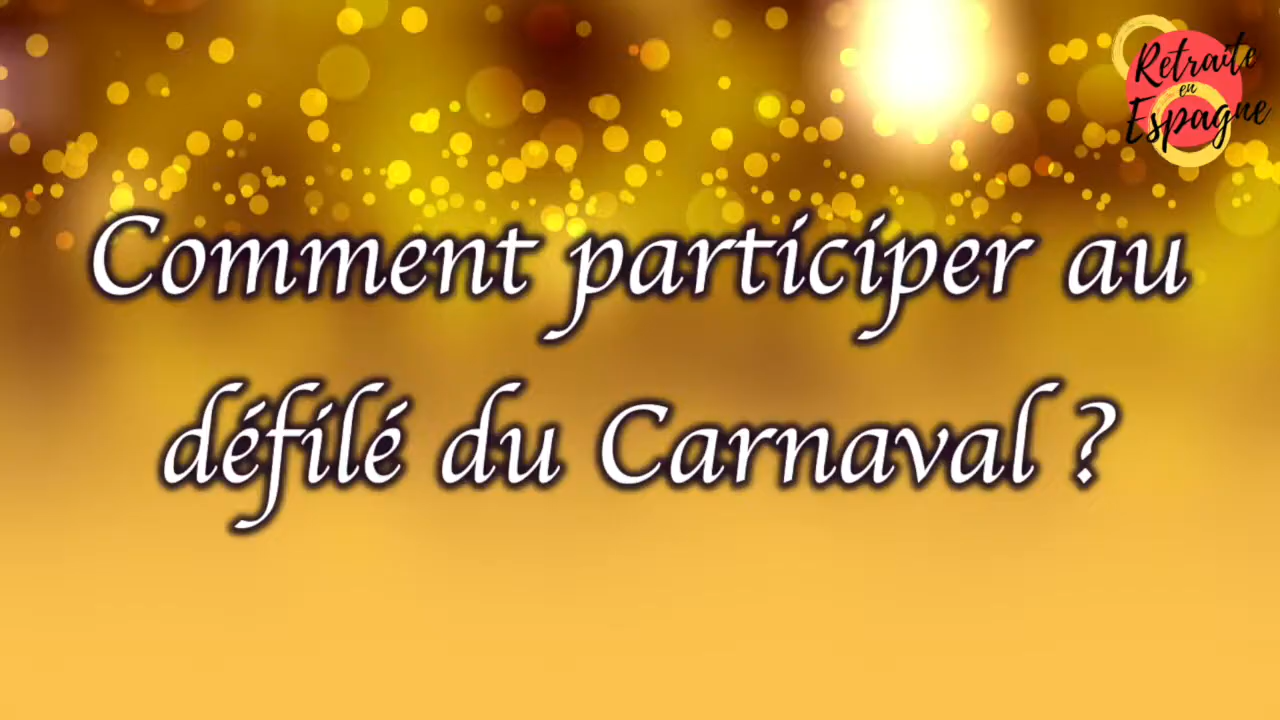 Retraite
en
Espagne
Comment participer au
défilé du Carnaval ?